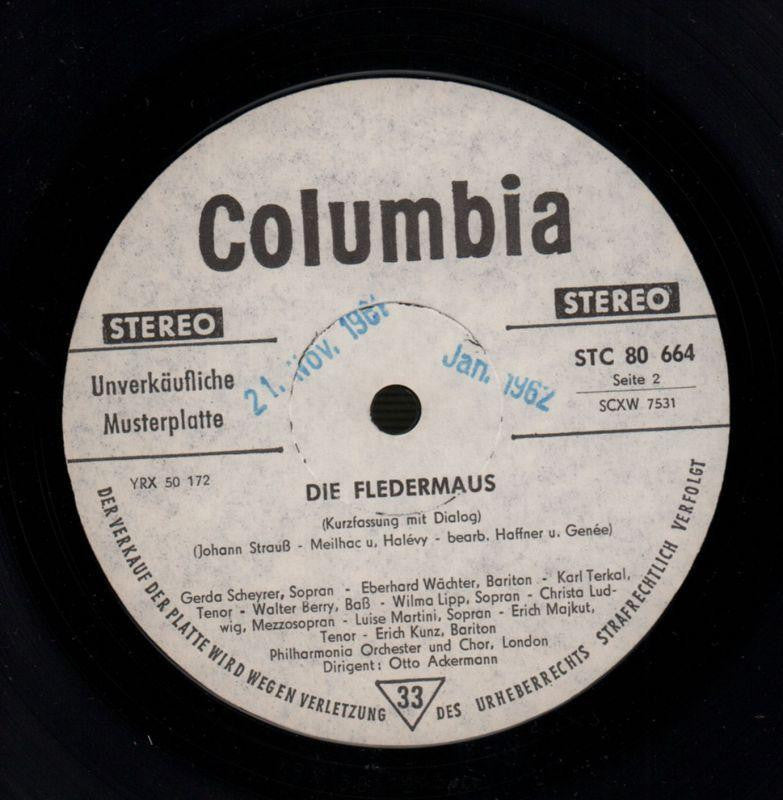 Columbia
STEREO
STEREO
Unverkäufliche
Musterplatte
21. Nov. 1961
Jan. 1962
STC 80 664
Seite 2
SCXW 7531
YRX 50 172
DIE FLEDERMAUS
(Kurzfassung mit Dialog)
(Johann Strauß - Meilhac u. Halévy - bearb. Haffner u. Genée)
Gerda Scheyrer, Sopran - Eberhard Wächter, Bariton - Karl Terkal,
Tenor - Walter Berry, Baß - Wilma Lipp, Sopran - Christa Lud-
wig, Mezzosopran - Luise Martini, Sopran - Erich Majkut,
Tenor - Erich Kunz, Bariton
Philharmonia Orchester und Chor, London
Dirigent: Otto Ackermann
33
DER VERKAUF DER PLATTE WIRD WEGEN VERLETZUNG DES URHEBERRECHTS STRAFRECHTLICH VERFOLGT